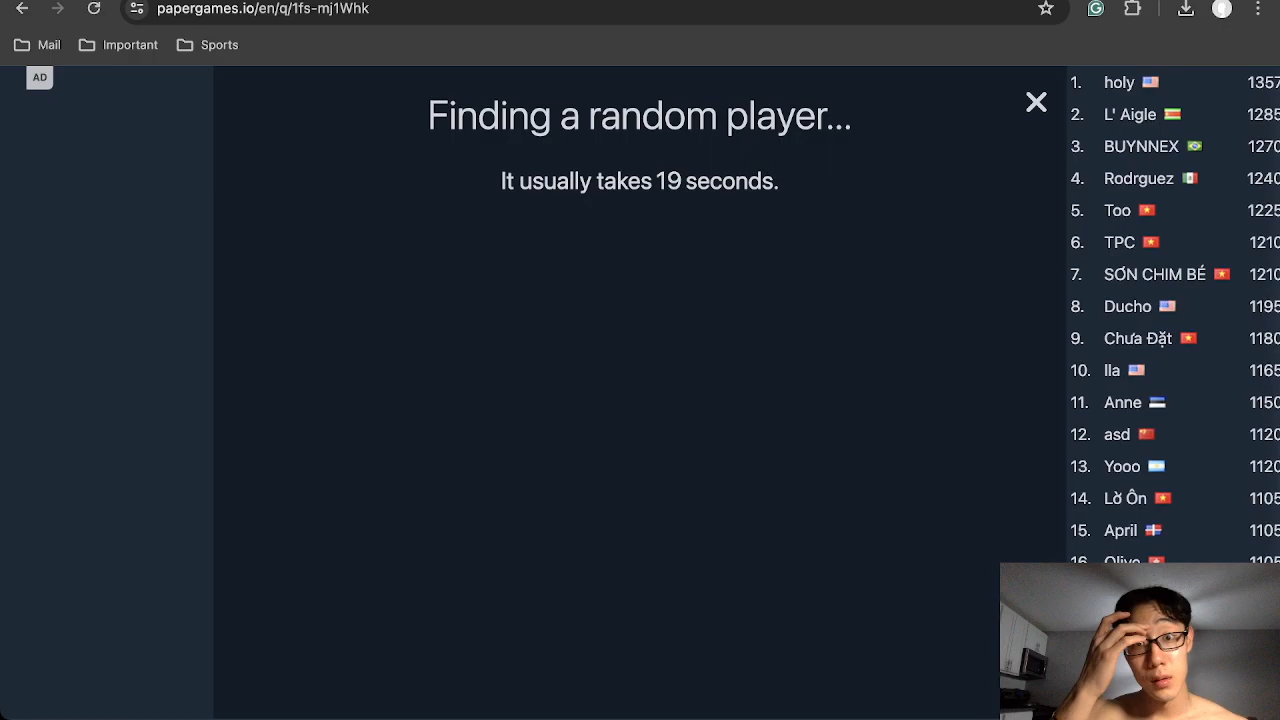 papergames.io/en/q/1fs-mj1Whk
Mail Important Sports
AD
Finding a random player...
It usually takes 19 seconds.
1. holy 1357
2. L' Aigle 1285
3. BUYNNEX 1270
4. Rodrguez 1240
5. Too 1225
6. TPC 1210
7. SƠN CHIM BÉ 1210
8. Ducho 1195
9. Chưa Đặt 1180
10. 1165
11. Anne 1150
12. asd 1120
13. Yooo 1120
14. Lờ Ôn 1105
15. April 1105